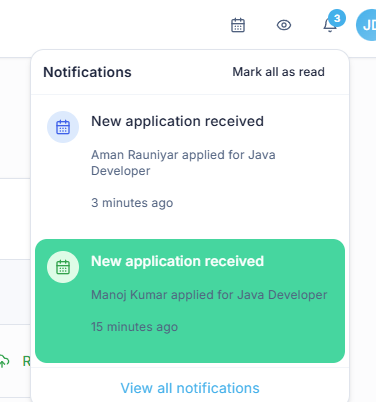 3
JD
Notifications
Mark all as read
New application received
Aman Rauniyar applied for Java
Developer
3 minutes ago
New application received
Manoj Kumar applied for Java Developer
15 minutes ago
R
View all notifications